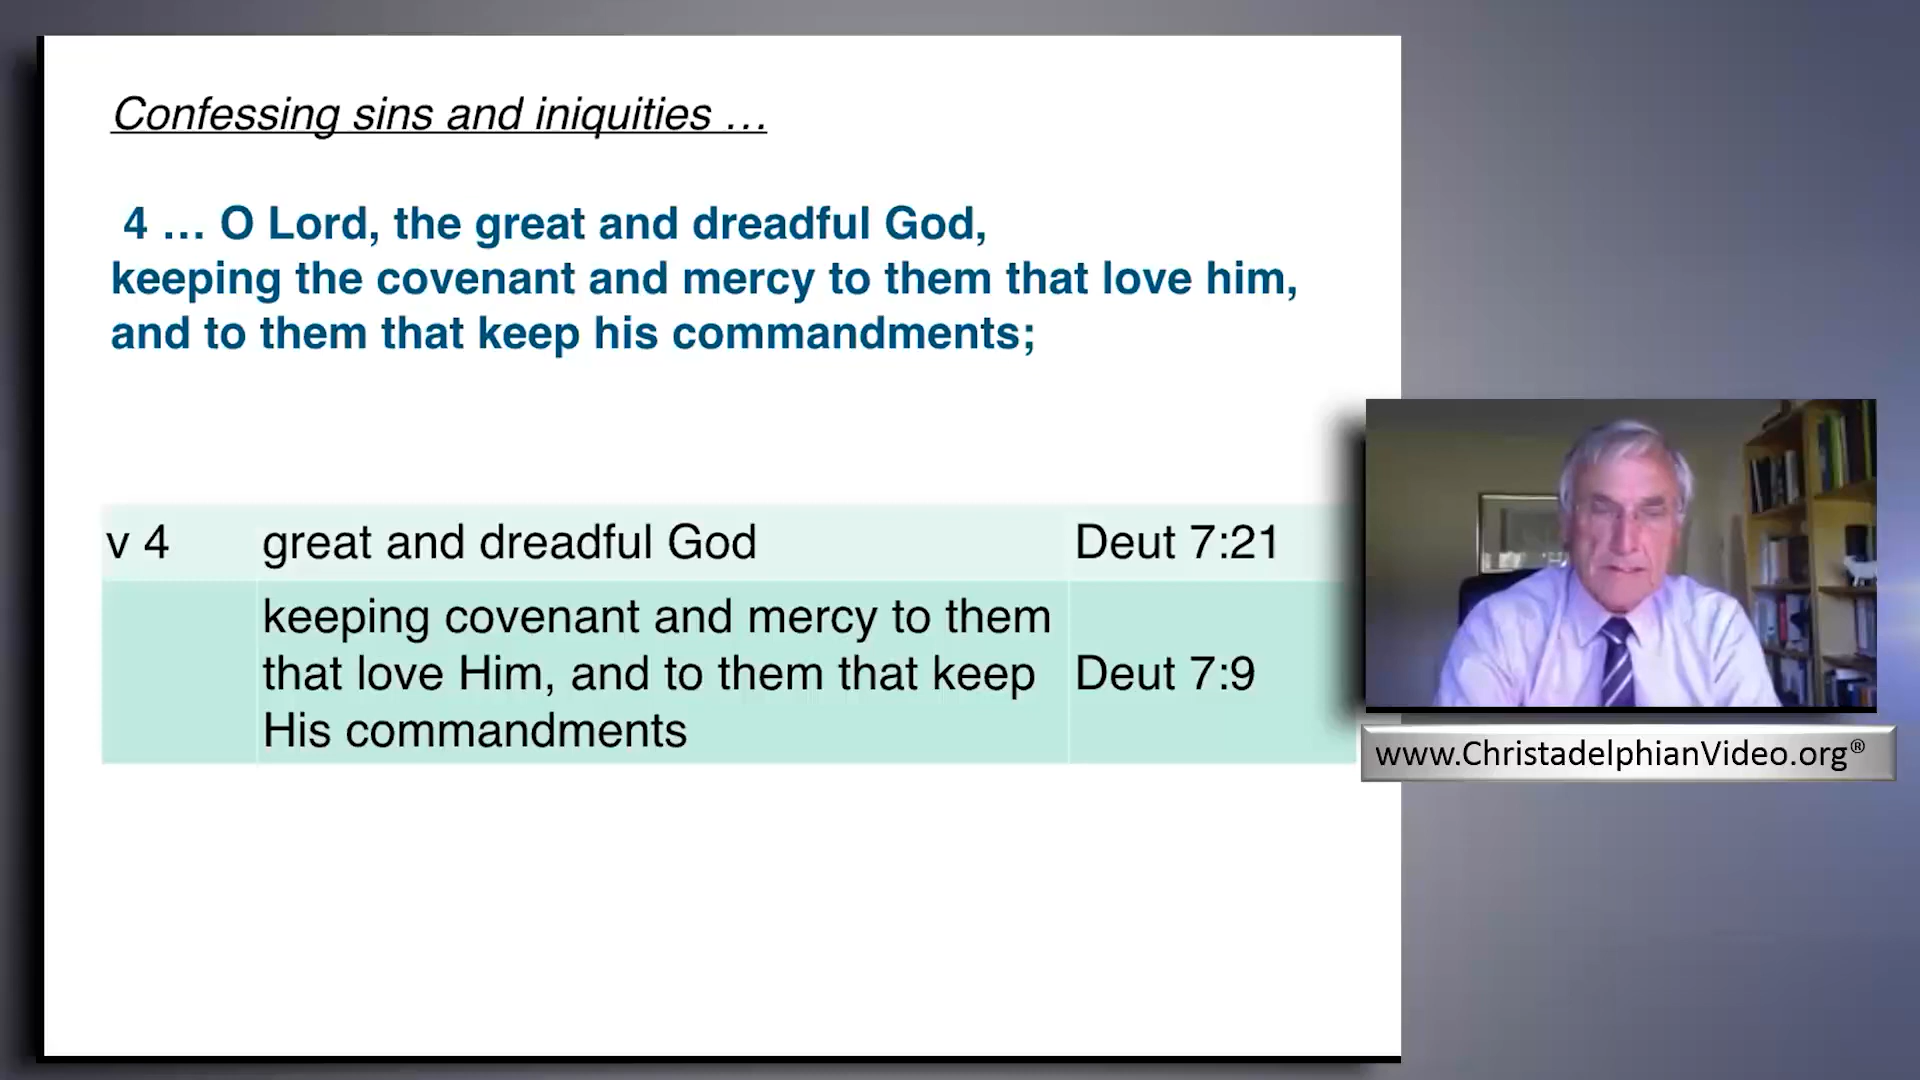 Confessing sins and iniquities …
4 … O Lord, the great and dreadful God,
keeping the covenant and mercy to them that love him,
and to them that keep his commandments;
v 4 great and dreadful God Deut 7:21
keeping covenant and mercy to them
that love Him, and to them that keep Deut 7:9
His commandments
www.ChristadelphianVideo.org®